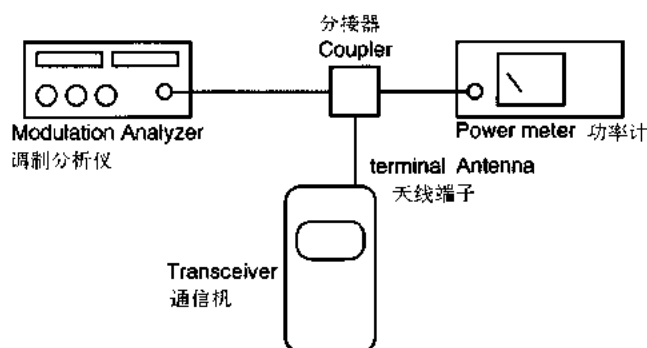 分接器
Coupler
Modulation Analyzer
调制分析仪
Power meter 功率计
terminal Antenna
天线端子
Transceiver
通信机